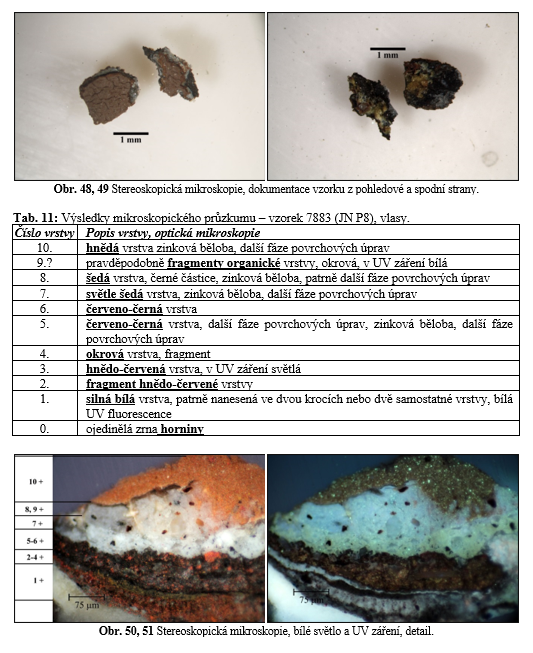 1 mm
1 mm
Obr. 48, 49 Stereoskopická mikroskopie, dokumentace vzorku z pohledové a spodní strany.
Tab. 11: Výsledky mikroskopického průzkumu – vzorek 7883 (JN P8), vlasy.
Číslo vrstvy Popis vrstvy, optická mikroskopie
10. hnědá vrstva zinková běloba, další fáze povrchových úprav
9.? pravděpodobně fragmenty organické vrstvy, okrová, v UV záření bílá
8. šedá vrstva, černé částice, zinková běloba, patrně další fáze povrchových úprav
7. světle šedá vrstva, zinková běloba, další fáze povrchových úprav
6. červeno-černá vrstva
5. červeno-černá vrstva, další fáze povrchových úprav, zinková běloba, další fáze
povrchových úprav
4. okrová vrstva, fragment
3. hnědo-červená vrstva, v UV záření světlá
2. fragment hnědo-červené vrstvy
1. silná bílá vrstva, patrně nanesená ve dvou krocích nebo dvě samostatné vrstvy, bílá
UV fluorescence
0. ojedinělá zrna horniny
10 +
8, 9 +
7 +
5-6 +
2-4 +
1 +
75 µm
75 µm
Obr. 50, 51 Stereoskopická mikroskopie, bílé světlo a UV záření, detail.